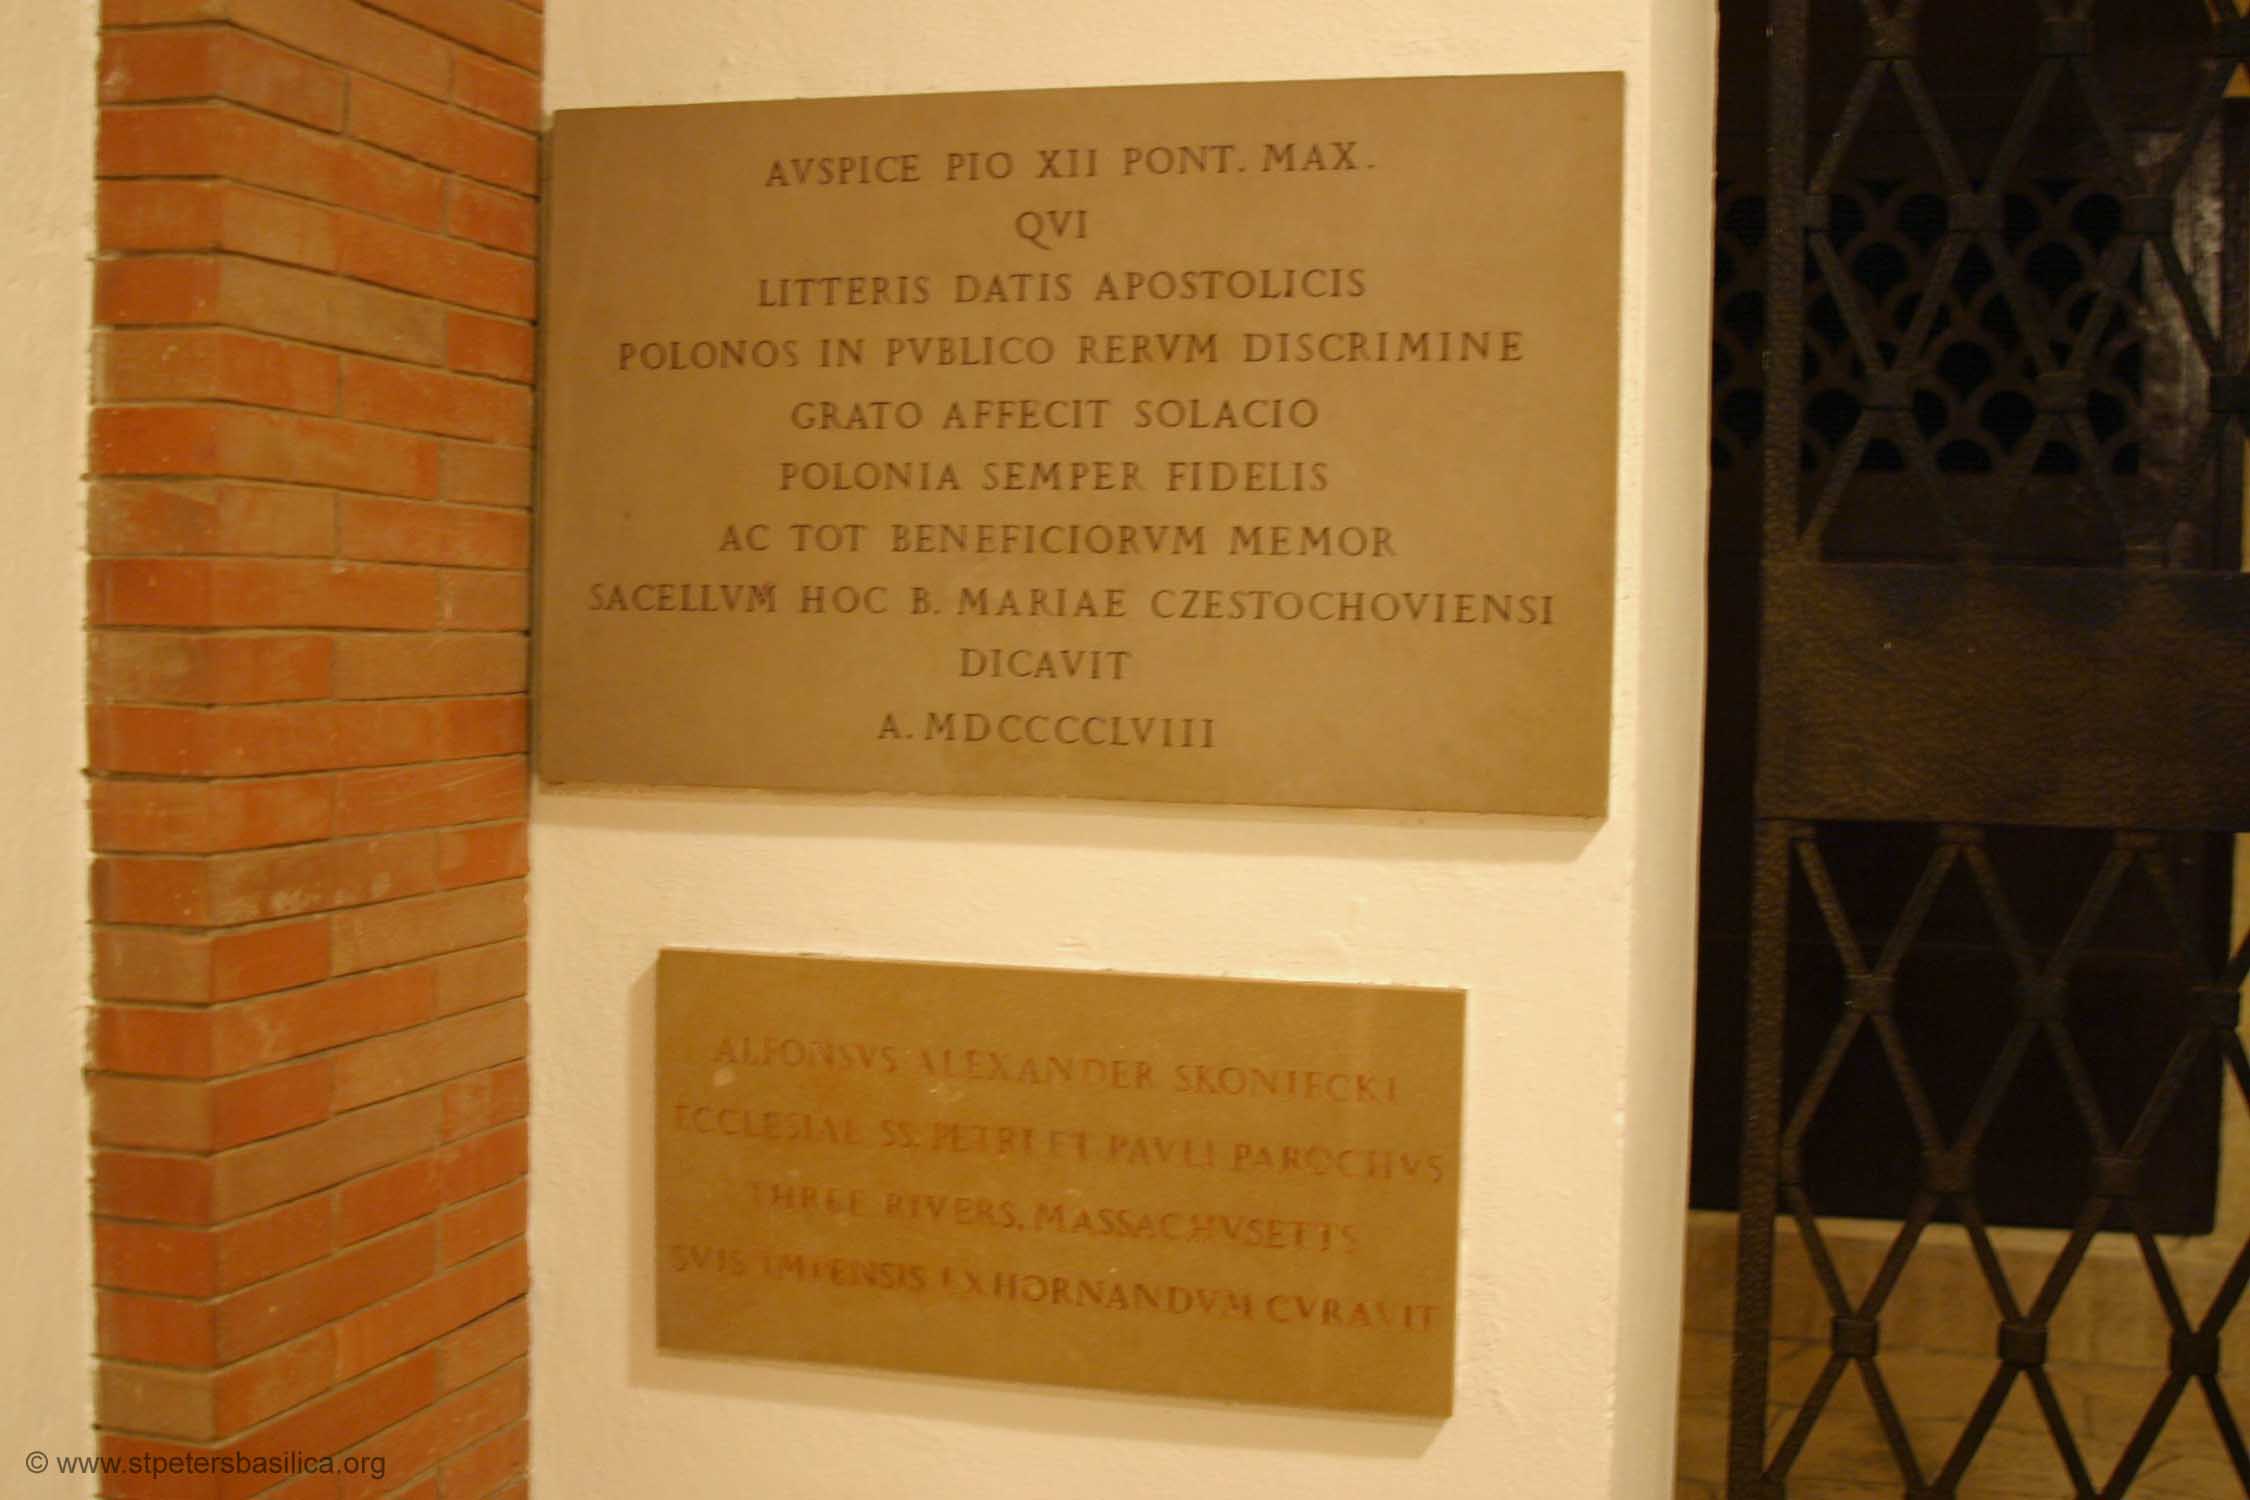 AVSPICE PIO XII PONT. MAX.
QVI
LITTERIS DATIS APOSTOLICIS
POLONOS IN PVBLICO RERVM DISCRIMINE
GRATO AFFECIT SOLACIO
POLONIA SEMPER FIDELIS
AC TOT BENEFICIORVM MEMOR
SACELLVM HOC B. MARIAE CZESTOCHOVIENSI
DICAVIT
A. MDCCCCLVIII
ALFONSVS ALEXANDER SKONIECKI
ECCLESIAE SS. PETRI ET PAVLI PAROCHVS
THREE RIVERS, MASSACHVSETTS
SVIS IMPENSIS EXHORNANDVM CVRAVIT
© www.stpetersbasilica.org